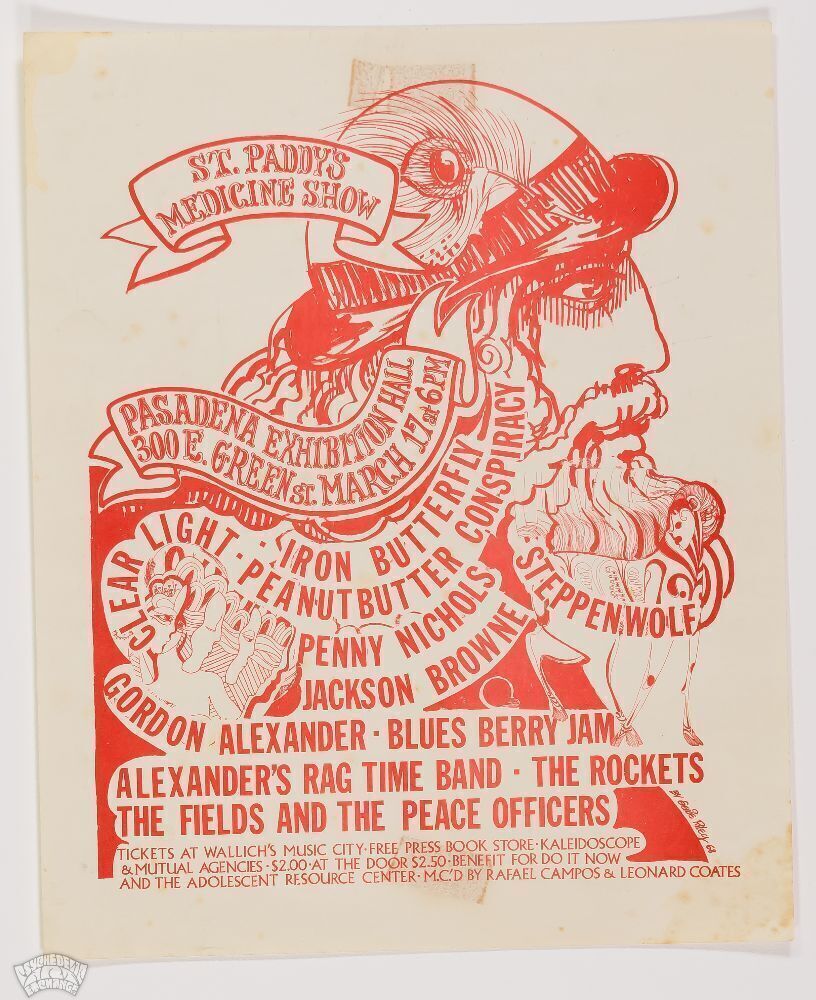 ST. PADDY'S
MEDICINE SHOW
PASADENA EXHIBITION HALL
300 E. GREEN ST. MARCH 17 at 6 PM
CLEAR LIGHT · IRON BUTTERFLY
PEANUTBUTTER CONSPIRACY
STEPPENWOLF
PENNY NICHOLS
JACKSON BROWNE
GORDON ALEXANDER · BLUES BERRY JAM
ALEXANDER'S RAG TIME BAND · THE ROCKETS
THE FIELDS AND THE PEACE OFFICERS
TICKETS AT WALLICH'S MUSIC CITY · FREE PRESS BOOK STORE · KALEIDOSCOPE
& MUTUAL AGENCIES · $2.00 · AT THE DOOR $2.50 · BENEFIT FOR DO IT NOW
AND THE ADOLESCENT RESOURCE CENTER · M.C.'D BY RAFAEL CAMPOS & LEONARD COATES
PSYCHEDELIC
ART
EXCHANGE